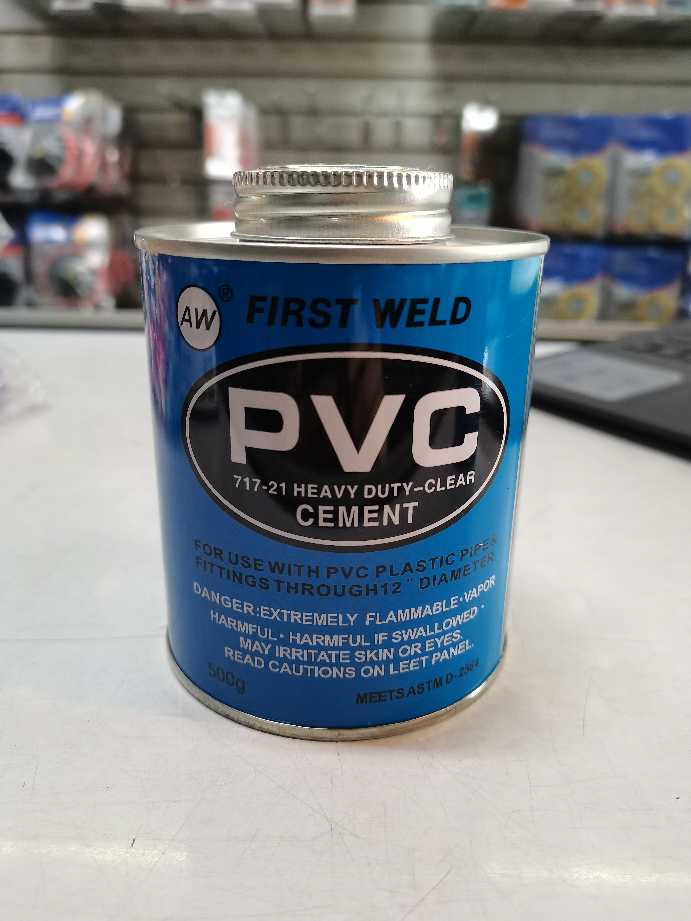 AW ® FIRST WELD
PVC
717-21 HEAVY DUTY-CLEAR
CEMENT
FOR USE WITH PVC PLASTIC PIPES
FITTINGS THROUGH 12 " DIAMETER
DANGER:EXTREMELY FLAMMABLE·VAPOR
HARMFUL· HARMFUL IF SWALLOWED ·
MAY IRRITATE SKIN OR EYES.
READ CAUTIONS ON LEET PANEL.
500g
MEETS ASTM D-2564